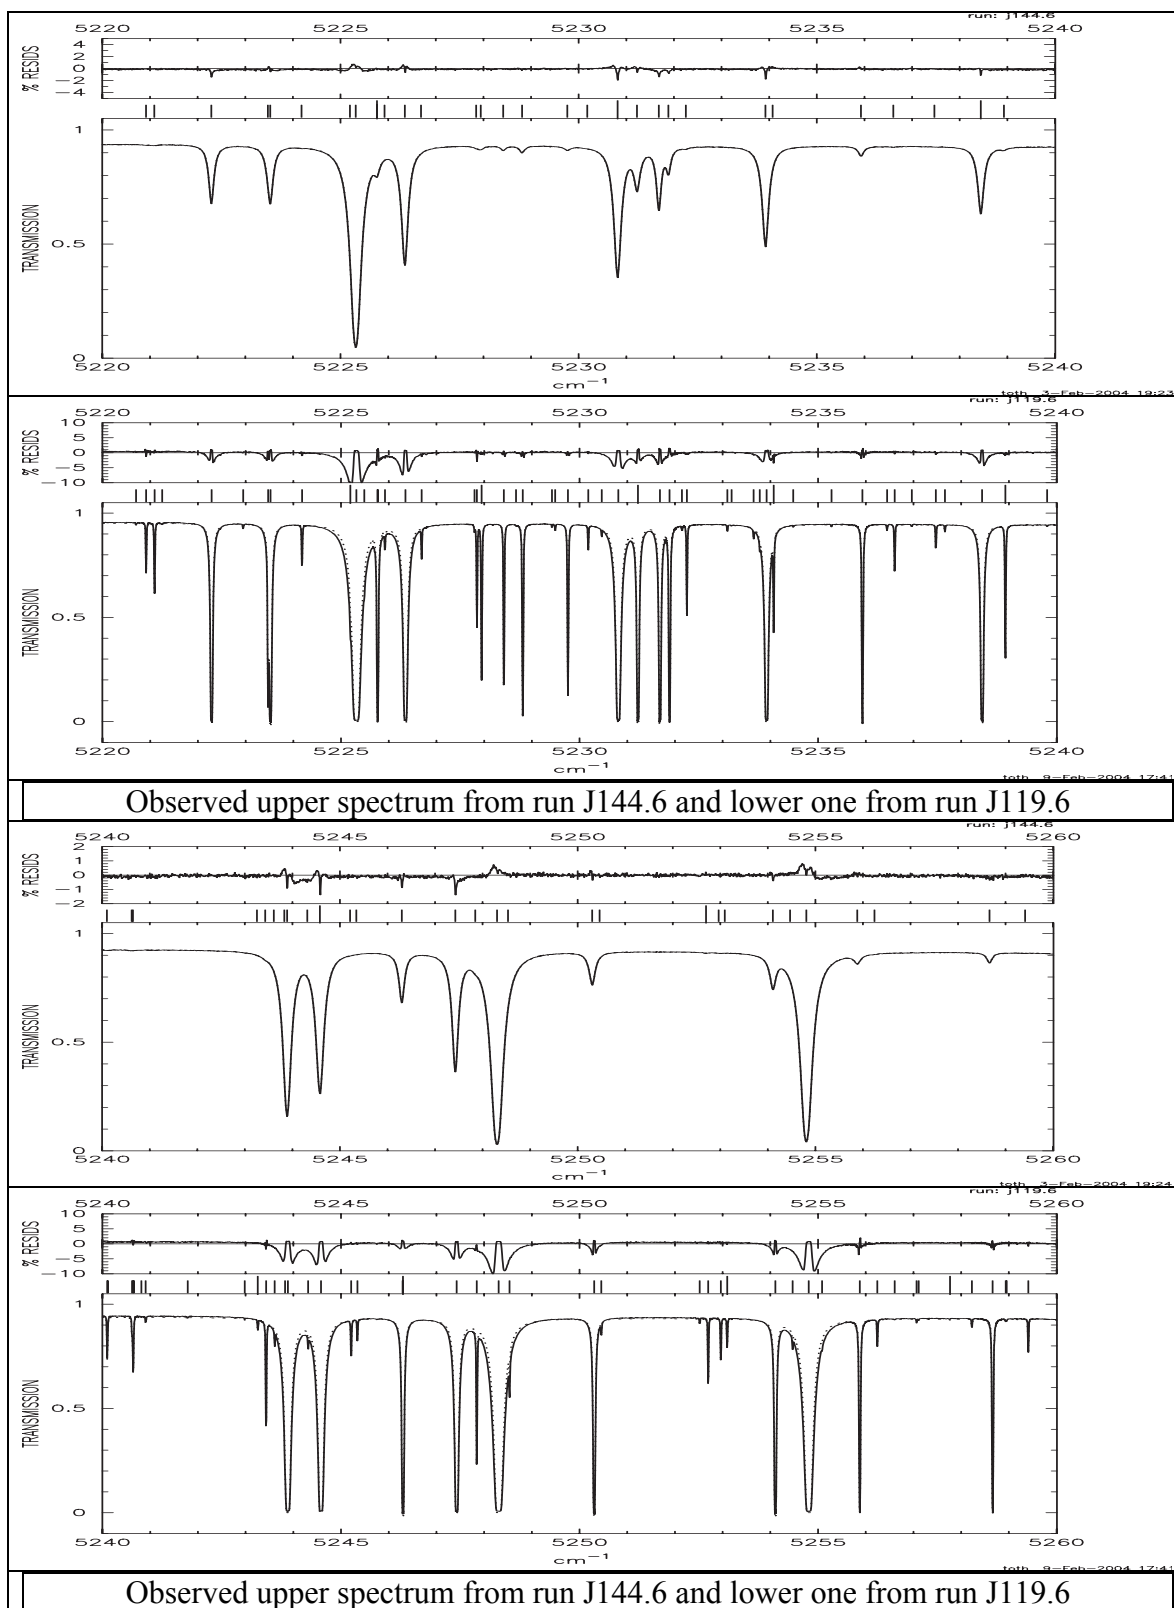 run: j144.6
5220 5225 5230 5235 5240
% RESIDS
4
2
0
−2
−4
TRANSMISSION
1
0.5
0
5220 5225 5230 5235 5240
cm−1
toth 3-Feb-2004 19:23
run: j119.6
5220 5225 5230 5235 5240
% RESIDS
10
5
0
−5
−10
TRANSMISSION
1
0.5
0
5220 5225 5230 5235 5240
cm−1
toth 9-Feb-2004 17:41
Observed upper spectrum from run J144.6 and lower one from run J119.6
run: j144.6
5240 5245 5250 5255 5260
% RESIDS
2
1
0
−1
−2
TRANSMISSION
1
0.5
0
5240 5245 5250 5255 5260
cm−1
toth 3-Feb-2004 19:24
run: j119.6
5240 5245 5250 5255 5260
% RESIDS
10
5
0
−5
−10
TRANSMISSION
1
0.5
0
5240 5245 5250 5255 5260
cm−1
toth 9-Feb-2004 17:41
Observed upper spectrum from run J144.6 and lower one from run J119.6